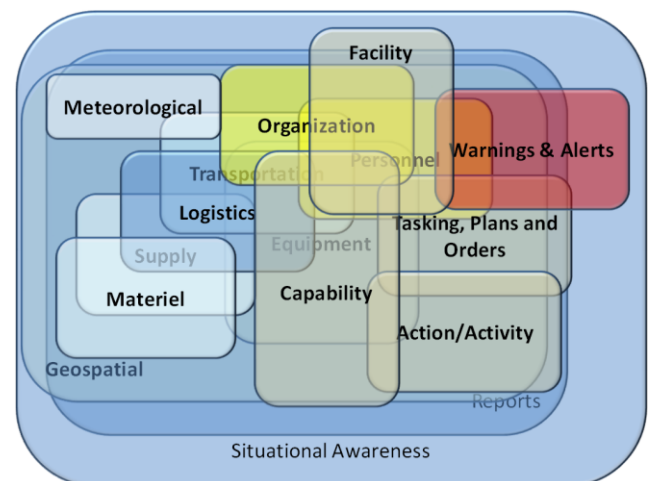 Facility
Meteorological
Organization
Warnings & Alerts
Personnel
Transportation
Logistics
Tasking, Plans and
Orders
Equipment
Supply
Capability
Materiel
Action/Activity
Geospatial
Reports
Situational Awareness